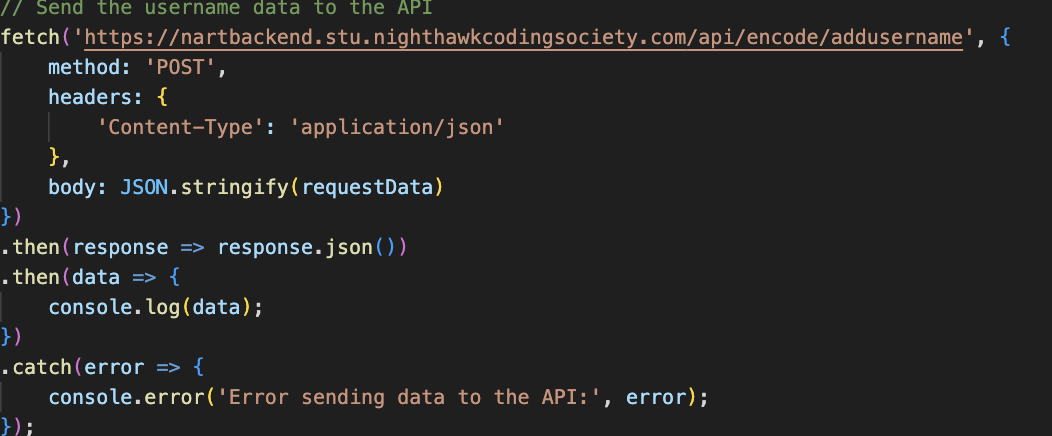 // Send the username data to the API
fetch('https://nartbackend.stu.nighthawkcodingsociety.com/api/encode/addusername', {
    method: 'POST',
    headers: {
        'Content-Type': 'application/json'
    },
    body: JSON.stringify(requestData)
})
.then(response => response.json())
.then(data => {
    console.log(data);
})
.catch(error => {
    console.error('Error sending data to the API:', error);
});